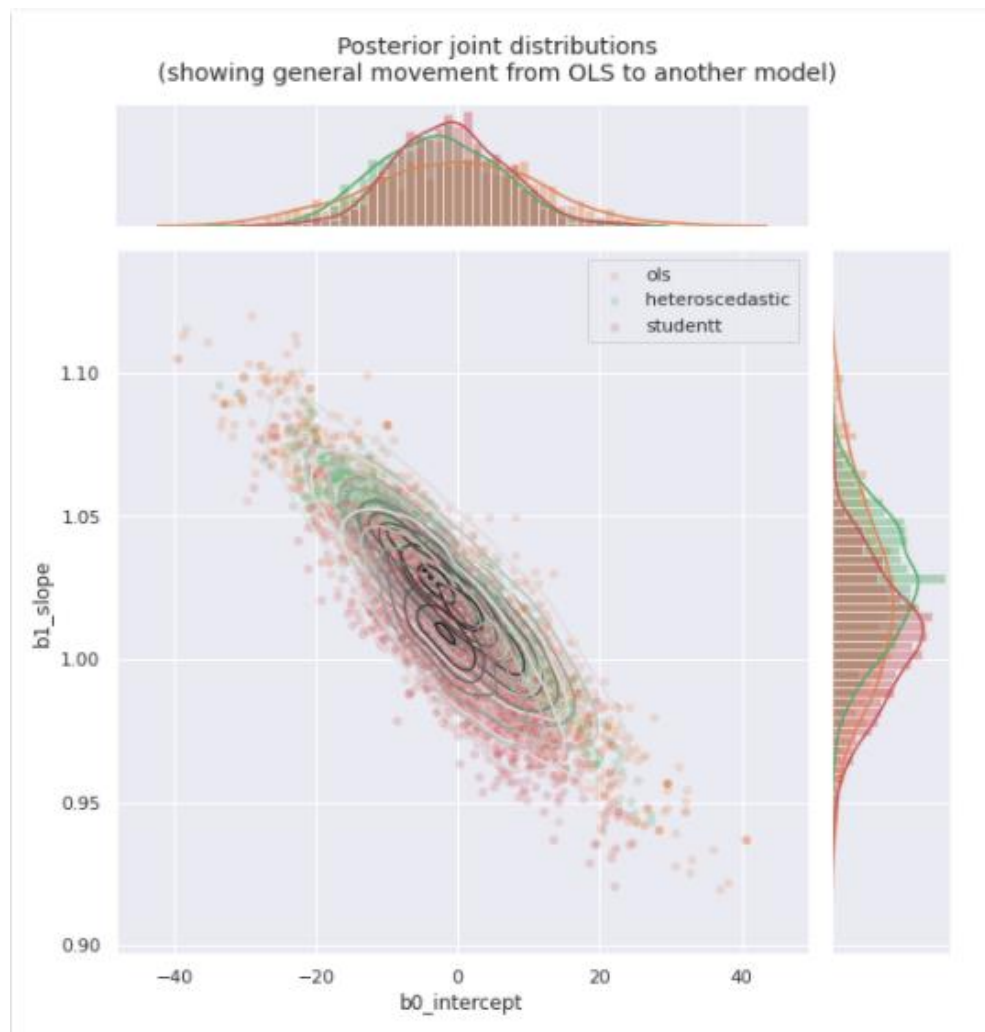 Posterior joint distributions
(showing general movement from OLS to another model)
ols
heteroscedastic
studentt
1.10
1.05
1.00
0.95
0.90
b1_slope
−40
−20
0
20
40
b0_intercept